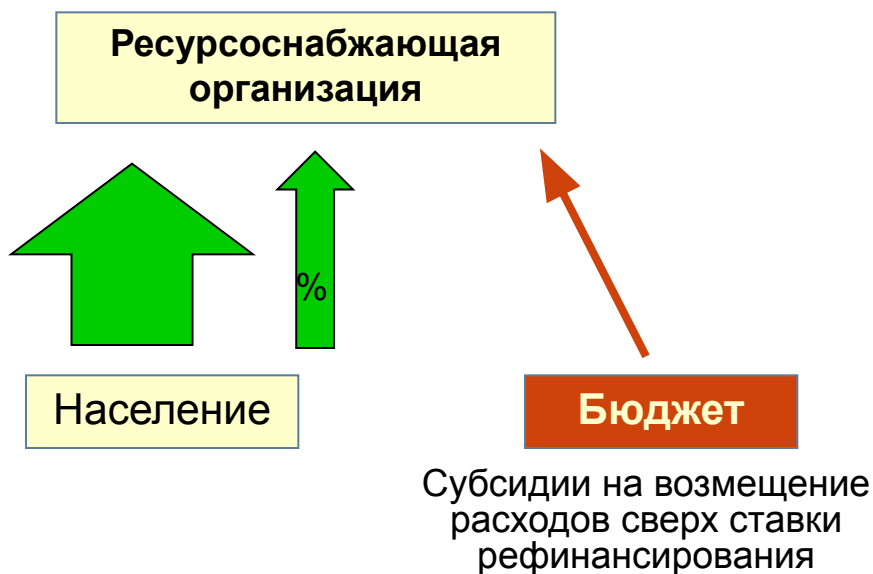 Ресурсоснабжающая
организация
%
Население
Бюджет
Субсидии на возмещение
расходов сверх ставки
рефинансирования